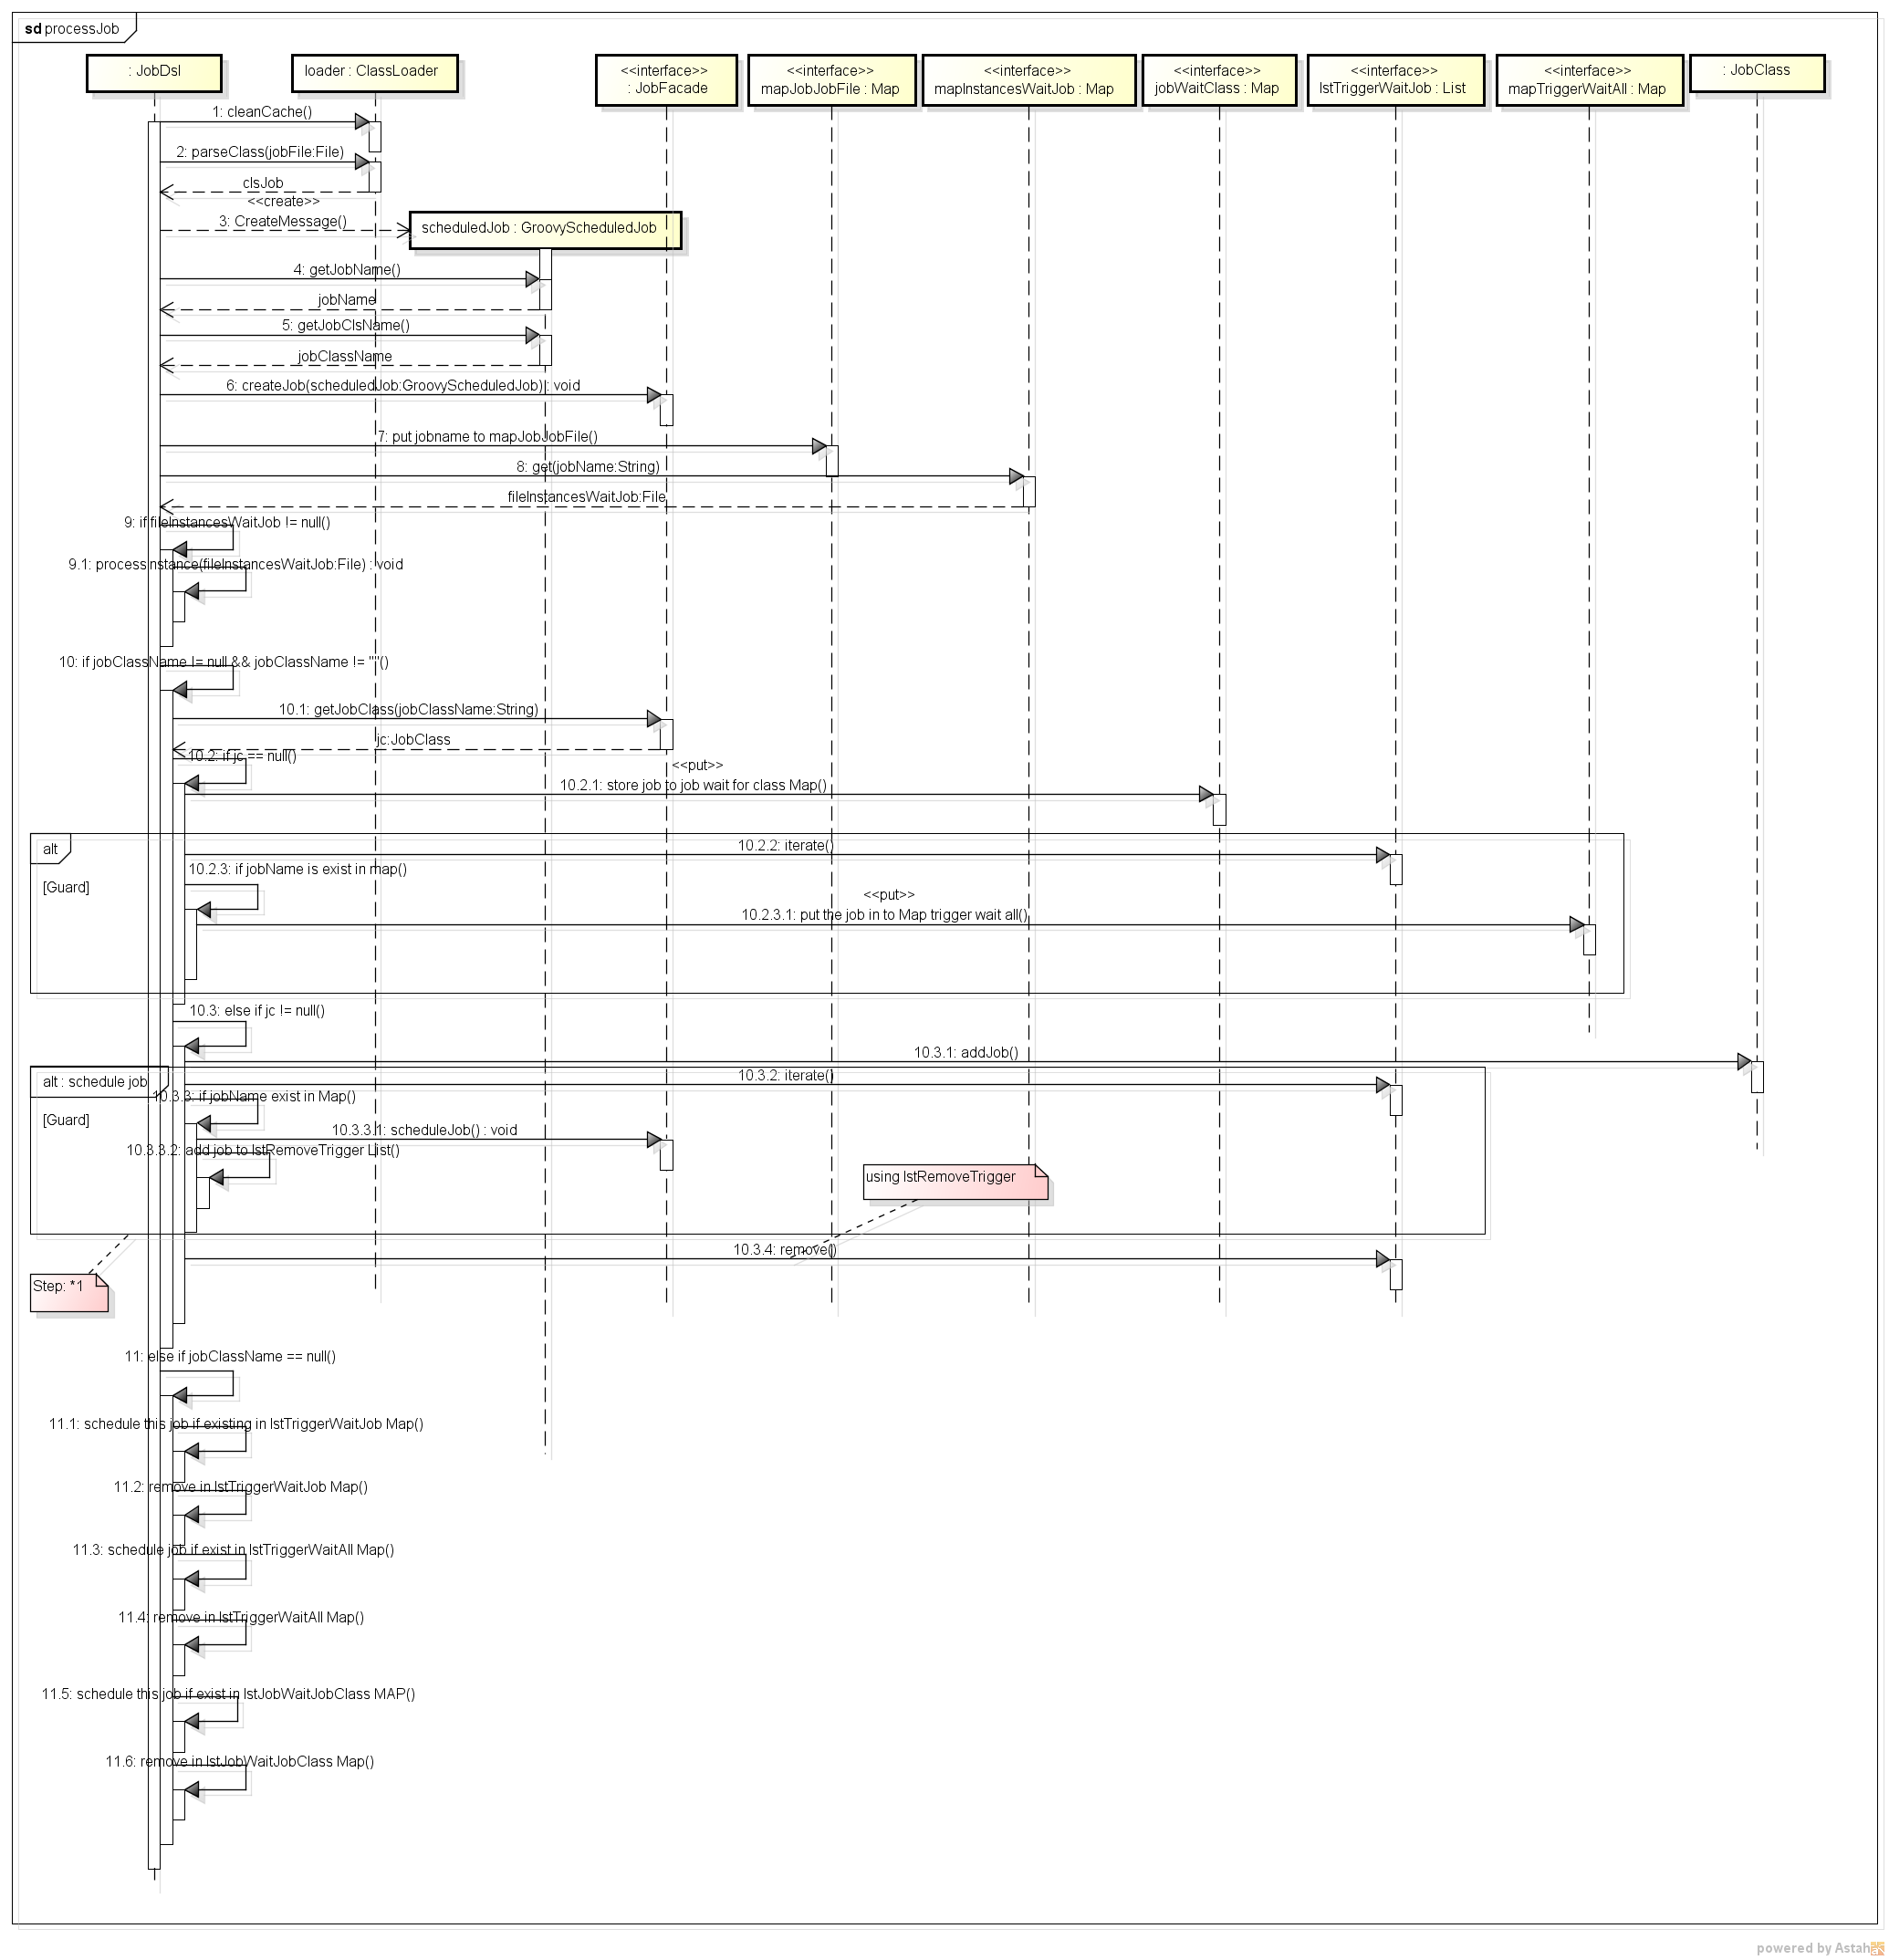 sd processJob
: JobDsl
loader : ClassLoader
<<interface>>
: JobFacade
<<interface>>
mapJobJobFile : Map
<<interface>>
mapInstancesWaitJob : Map
<<interface>>
jobWaitClass : Map
<<interface>>
lstTriggerWaitJob : List
<<interface>>
mapTriggerWaitAll : Map
: JobClass
1: cleanCache()
2: parseClass(jobFile:File)
clsJob
<<create>>
3: CreateMessage()
scheduledJob : GroovyScheduledJob
4: getJobName()
jobName
5: getJobClsName()
jobClassName
6: createJob(scheduledJob:GroovyScheduledJob) : void
7: put jobname to mapJobJobFile()
8: get(jobName:String)
fileInstancesWaitJob:File
9: if fileInstancesWaitJob != null()
9.1: processInstance(fileInstancesWaitJob:File) : void
10: if jobClassName != null && jobClassName != ""()
10.1: getJobClass(jobClassName:String)
jc:JobClass
10.2: if jc == null()
<<put>>
10.2.1: store job to job wait for class Map()
alt
10.2.2: iterate()
10.2.3: if jobName is exist in map()
[Guard]
<<put>>
10.2.3.1: put the job in to Map trigger wait all()
10.3: else if jc != null()
10.3.1: addJob()
alt : schedule job
10.3.2: iterate()
10.3.3: if jobName exist in Map()
[Guard]
10.3.3.1: scheduleJob() : void
10.3.3.2: add job to lstRemoveTrigger List()
using lstRemoveTrigger
10.3.4: remove()
Step: *1
11: else if jobClassName == null()
11.1: schedule this job if existing in lstTriggerWaitJob Map()
11.2: remove in lstTriggerWaitJob Map()
11.3: schedule job if exist in lstTriggerWaitAll Map()
11.4: remove in lstTriggerWaitAll Map()
11.5: schedule this job if exist in lstJobWaitJobClass MAP()
11.6: remove in lstJobWaitJobClass Map()
powered by Astah